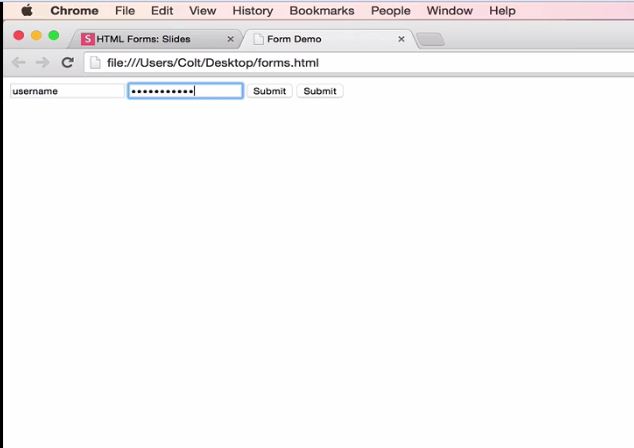 Chrome File Edit View History Bookmarks People Window Help
S HTML Forms: Slides × Form Demo ×
file:///Users/Colt/Desktop/forms.html
username ••••••••••• Submit Submit